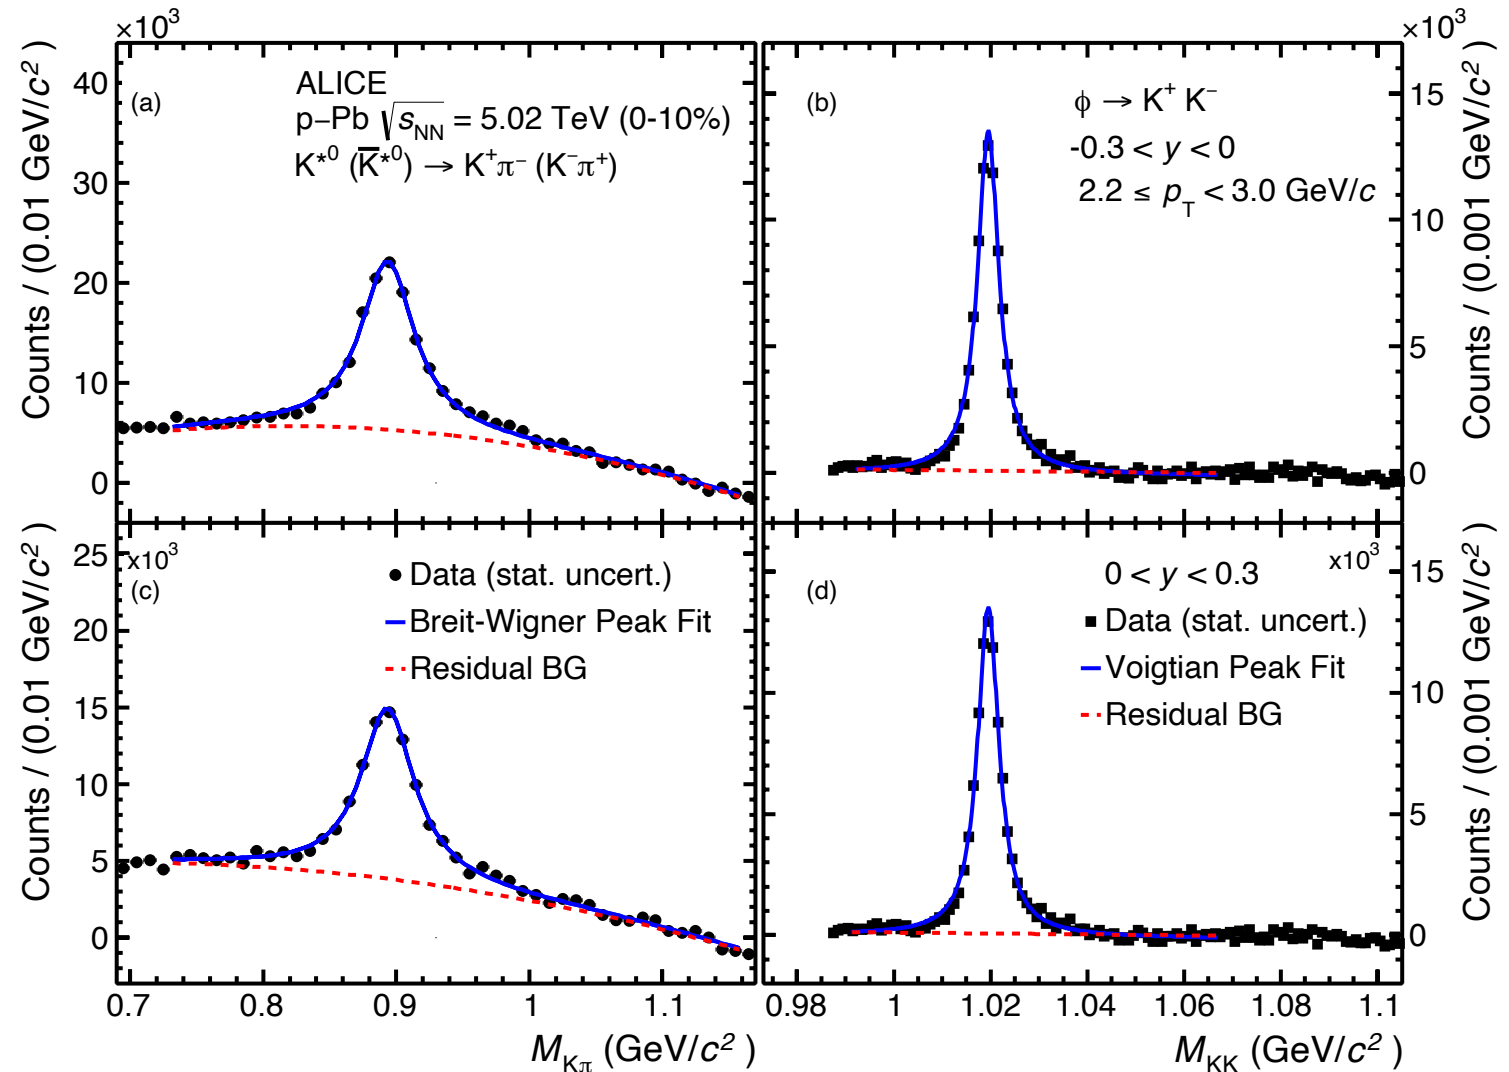 ×10³
×10³
Counts / (0.01 GeV/c²)
40
30
20
10
0
(a)
ALICE
p–Pb √s_NN = 5.02 TeV (0-10%)
K*⁰ (K̅*⁰) → K⁺π⁻ (K⁻π⁺)
(b)
ϕ → K⁺ K⁻
-0.3 < y < 0
2.2 ≤ p_T < 3.0 GeV/c
15
10
5
0
Counts / (0.001 GeV/c²)
Counts / (0.01 GeV/c²)
25
20
15
10
5
0
x10³
(c)
Data (stat. uncert.)
Breit-Wigner Peak Fit
Residual BG
(d)
0 < y < 0.3
x10³
Data (stat. uncert.)
Voigtian Peak Fit
Residual BG
15
10
5
0
Counts / (0.001 GeV/c²)
0.7 0.8 0.9 1 1.1
M_Kπ (GeV/c²)
0.98 1 1.02 1.04 1.06 1.08 1.1
M_KK (GeV/c²)